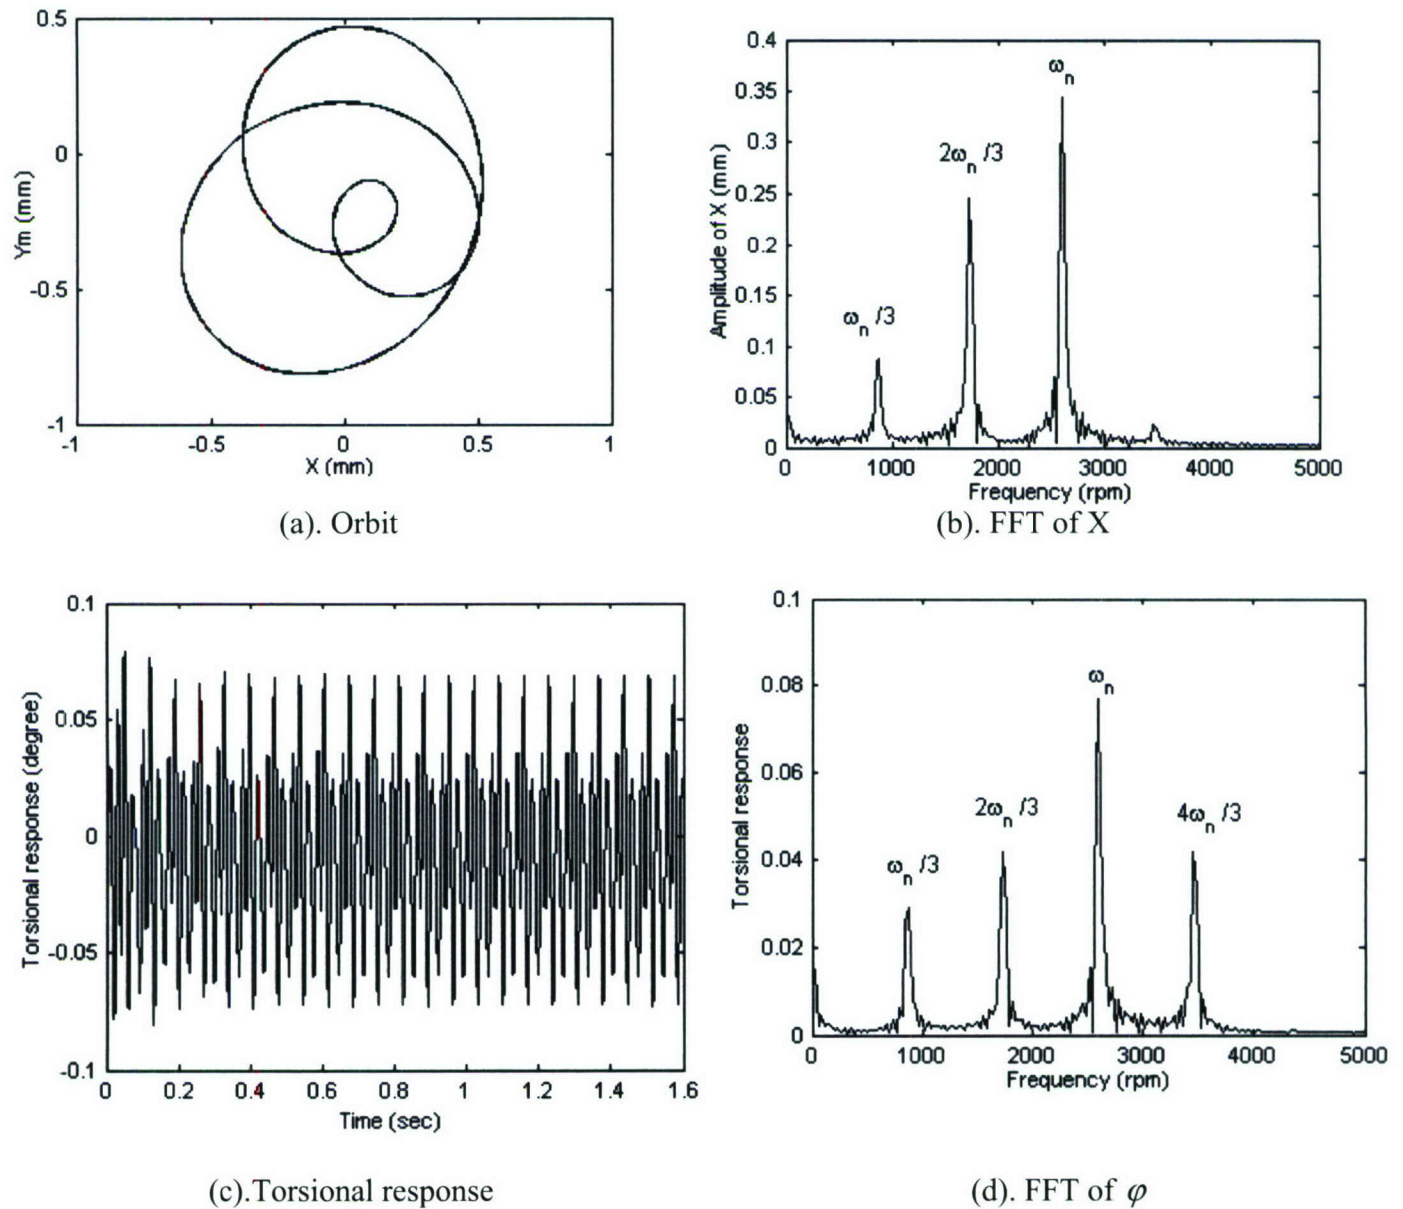 0.5
0
-0.5
-1
Ym (mm)
-1 -0.5 0 0.5 1
X (mm)
(a). Orbit
0.4
0.35
0.3
0.25
0.2
0.15
0.1
0.05
0
Amplitude of X (mm)
ωn /3
2ωn /3
ωn
0 1000 2000 3000 4000 5000
Frequency (rpm)
(b). FFT of X
0.1
0.05
0
-0.05
-0.1
Torsional response (degree)
0 0.2 0.4 0.6 0.8 1 1.2 1.4 1.6
Time (sec)
(c).Torsional response
0.1
0.08
0.06
0.04
0.02
0
Torsional response
ωn /3
2ωn /3
ωn
4ωn /3
0 1000 2000 3000 4000 5000
Frequency (rpm)
(d). FFT of φ